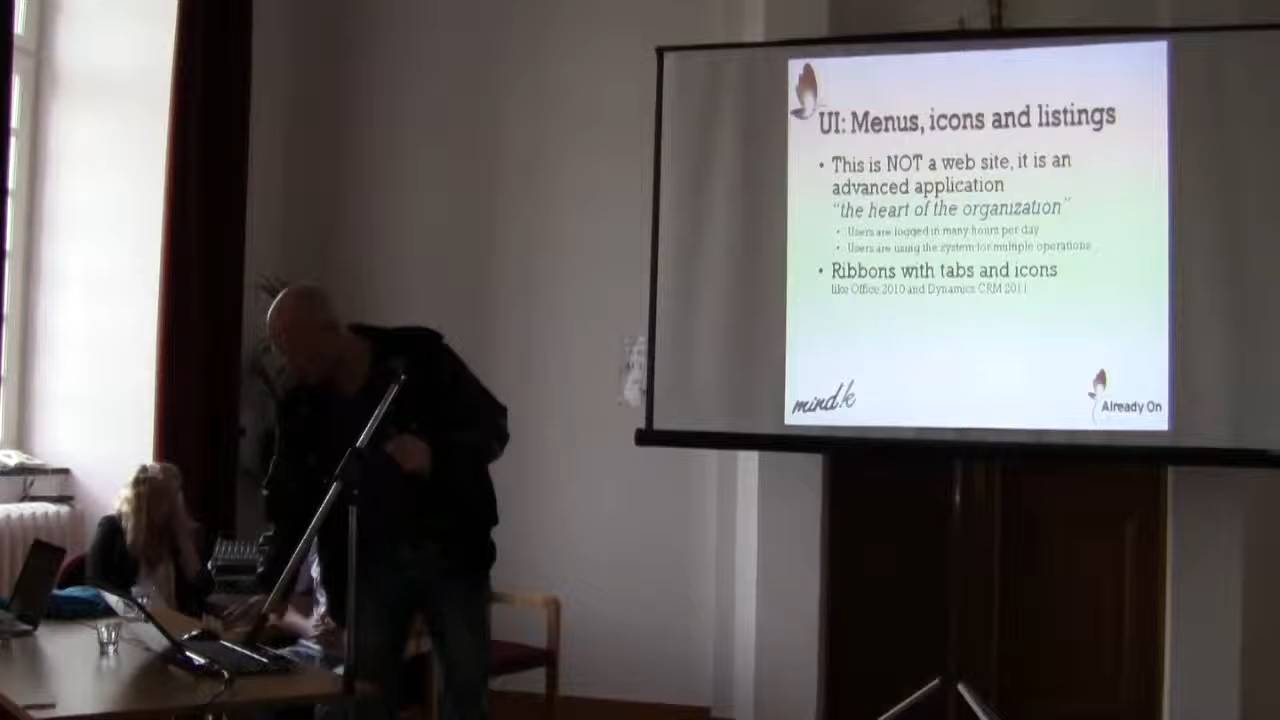 UI: Menus, icons and listings
• This is NOT a web site, it is an
advanced application
“the heart of the organization”
• Users are logged in many hours per day
• Users are using the system for multiple operations
• Ribbons with tabs and icons
like Office 2010 and Dynamics CRM 2011
mind!k
Already On